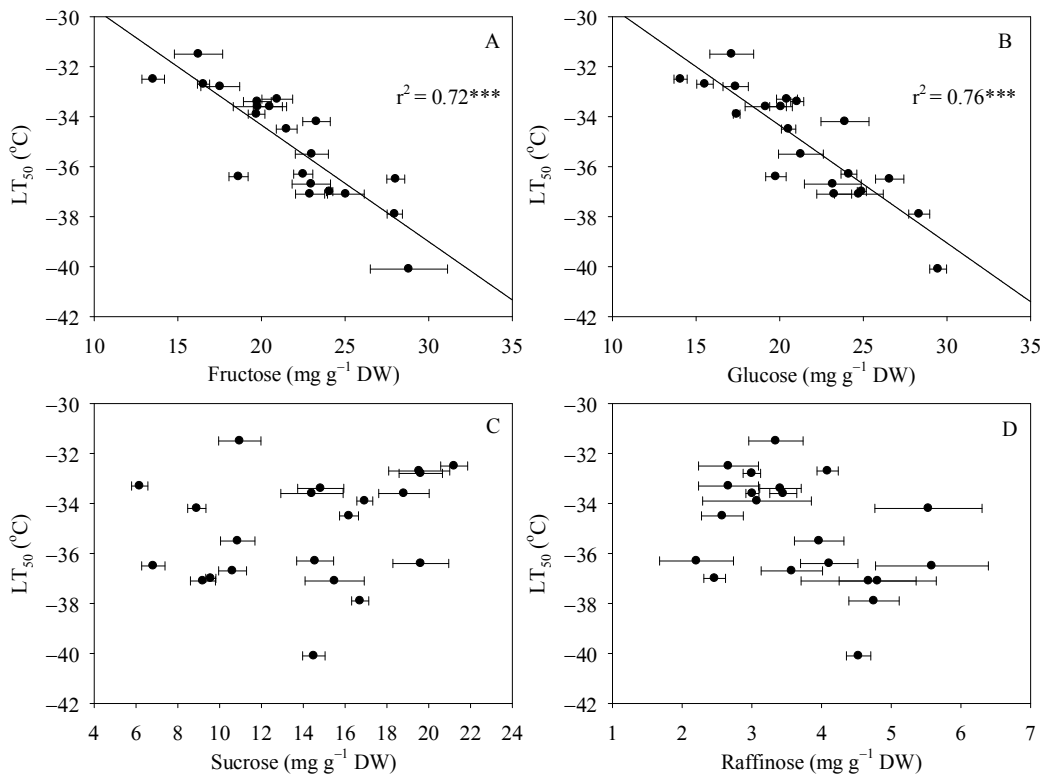 −30
−32
−34
−36
−38
−40
−42
LT50 (oC)
A
r2 = 0.72***
10 15 20 25 30 35
Fructose (mg g−1 DW)
−30
−32
−34
−36
−38
−40
−42
LT50 (oC)
B
r2 = 0.76***
10 15 20 25 30 35
Glucose (mg g−1 DW)
−30
−32
−34
−36
−38
−40
−42
LT50 (oC)
C
4 6 8 10 12 14 16 18 20 22 24
Sucrose (mg g−1 DW)
−30
−32
−34
−36
−38
−40
−42
LT50 (oC)
D
1 2 3 4 5 6 7
Raffinose (mg g−1 DW)